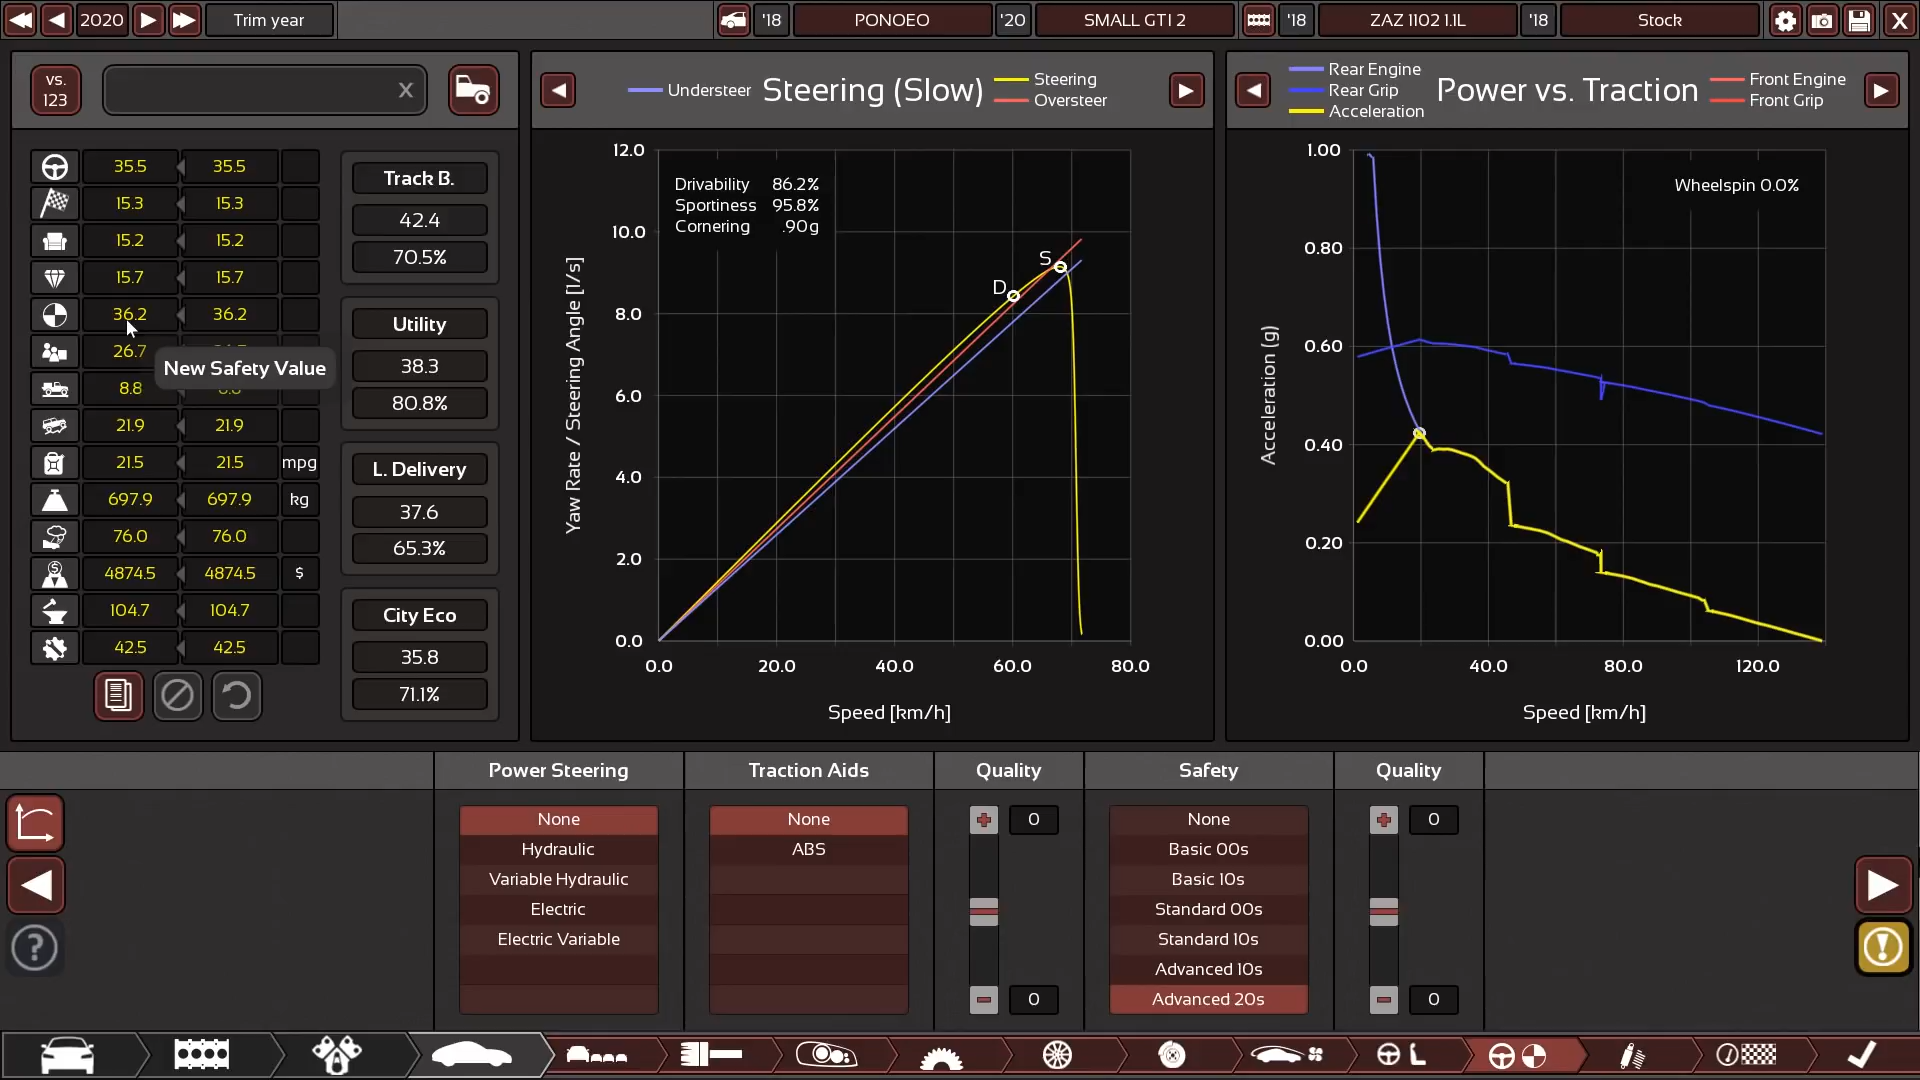 2020
Trim year
'18
PONOEO
'20
SMALL GTI 2
'18
ZAZ 1102 1.1L
'18
Stock
X
vs.
123
x
35.5 35.5
15.3 15.3
15.2 15.2
15.7 15.7
36.2 36.2
26.7
New Safety Value
8.8
21.9 21.9
21.5 21.5 mpg
697.9 697.9 kg
76.0 76.0
4874.5 4874.5 $
104.7 104.7
42.5 42.5
Track B.
42.4
70.5%
Utility
38.3
80.8%
L. Delivery
37.6
65.3%
City Eco
35.8
71.1%
Understeer
Steering (Slow)
Steering
Oversteer
12.0
10.0
8.0
6.0
4.0
2.0
0.0
Drivability 86.2%
Sportiness 95.8%
Cornering .90g
S
D
Yaw Rate / Steering Angle [1/s]
0.0 20.0 40.0 60.0 80.0
Speed [km/h]
Rear Engine
Rear Grip
Acceleration
Power vs. Traction
Front Engine
Front Grip
Wheelspin 0.0%
1.00
0.80
0.60
0.40
0.20
0.00
Acceleration (g)
0.0 40.0 80.0 120.0
Speed [km/h]
Power Steering
None
Hydraulic
Variable Hydraulic
Electric
Electric Variable
Traction Aids
None
ABS
Quality
0
0
Safety
None
Basic 00s
Basic 10s
Standard 00s
Standard 10s
Advanced 10s
Advanced 20s
Quality
0
0
?
!